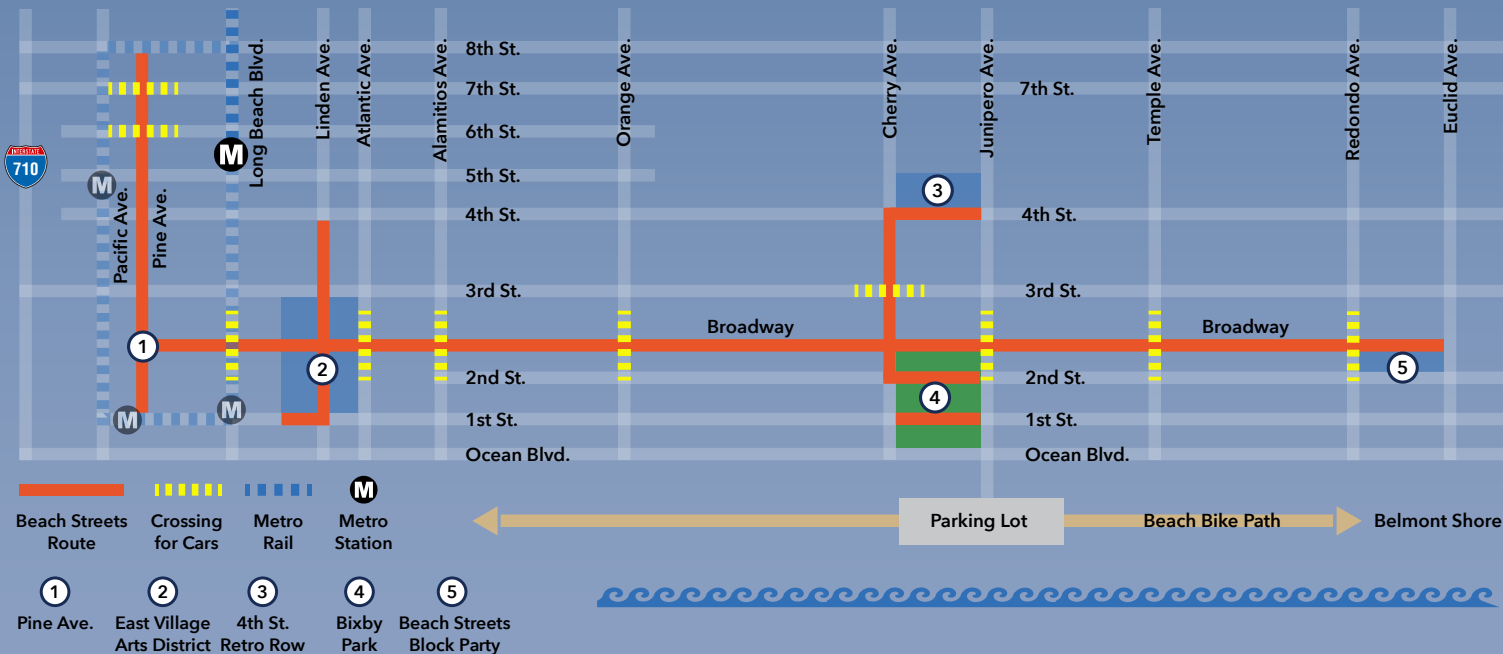 8th St.
7th St.
6th St.
5th St.
4th St.
3rd St.
2nd St.
1st St.
Ocean Blvd.
7th St.
4th St.
3rd St.
2nd St.
1st St.
Ocean Blvd.
INTERSTATE
710
Pacific Ave.
Pine Ave.
Long Beach Blvd.
Linden Ave.
Atlantic Ave.
Alamitios Ave.
Orange Ave.
Cherry Ave.
Junipero Ave.
Temple Ave.
Redondo Ave.
Euclid Ave.
M
M
M
M
Broadway
Broadway
1
2
3
4
5
Beach Streets
Route
Crossing
for Cars
Metro
Rail
M
Metro
Station
Parking Lot
Beach Bike Path
Belmont Shore
1
Pine Ave.
2
East Village
Arts District
3
4th St.
Retro Row
4
Bixby
Park
5
Beach Streets
Block Party